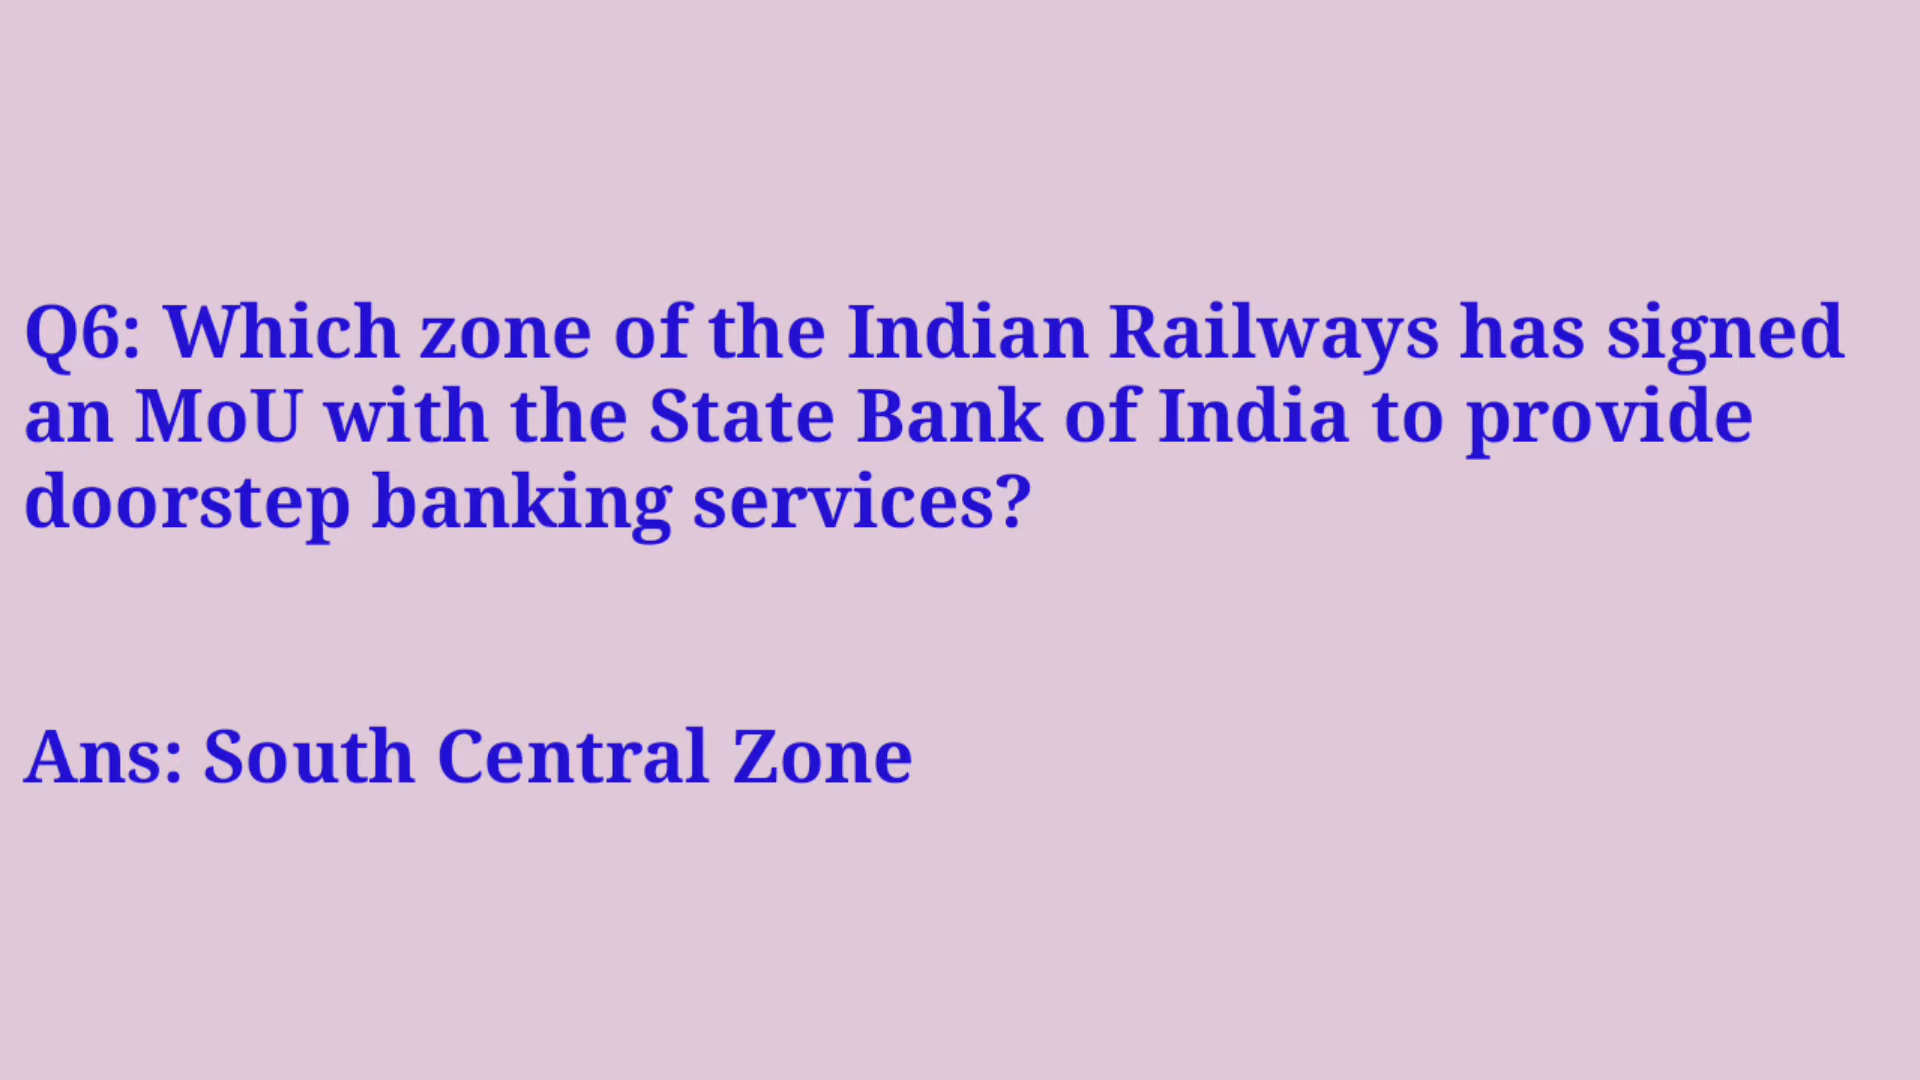 Q6: Which zone of the Indian Railways has signed
an MoU with the State Bank of India to provide
doorstep banking services?
Ans: South Central Zone